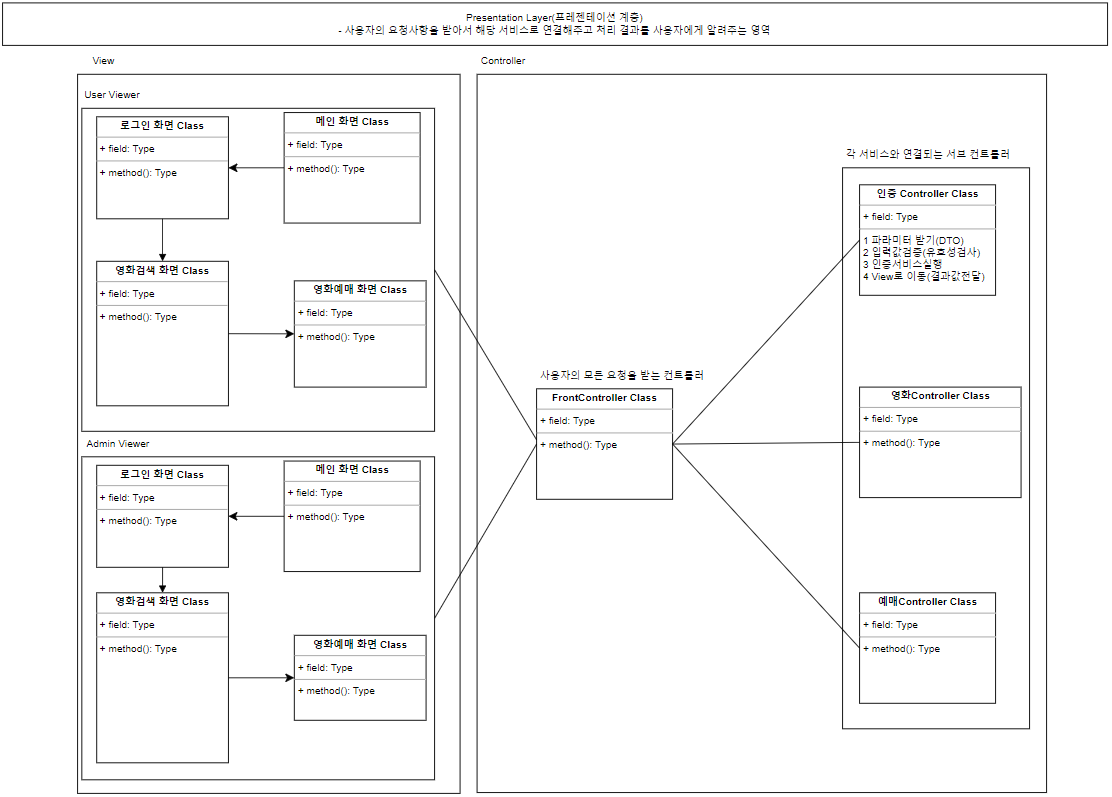 Presentation Layer(프레젠테이션 계층)
- 사용자의 요청사항을 받아서 해당 서비스로 연결해주고 처리 결과를 사용자에게 알려주는 영역
View
User Viewer
로그인 화면 Class
+ field: Type
+ method(): Type
메인 화면 Class
+ field: Type
+ method(): Type
영화검색 화면 Class
+ field: Type
+ method(): Type
영화예매 화면 Class
+ field: Type
+ method(): Type
Admin Viewer
로그인 화면 Class
+ field: Type
+ method(): Type
메인 화면 Class
+ field: Type
+ method(): Type
영화검색 화면 Class
+ field: Type
+ method(): Type
영화예매 화면 Class
+ field: Type
+ method(): Type
Controller
사용자의 모든 요청을 받는 컨트롤러
FrontController Class
+ field: Type
+ method(): Type
각 서비스와 연결되는 서브 컨트롤러
인증 Controller Class
+ field: Type
1 파라미터 받기(DTO)
2 입력값검증(유효성검사)
3 인증서비스실행
4 View로 이동(결과값전달)
영화Controller Class
+ field: Type
+ method(): Type
예매Controller Class
+ field: Type
+ method(): Type